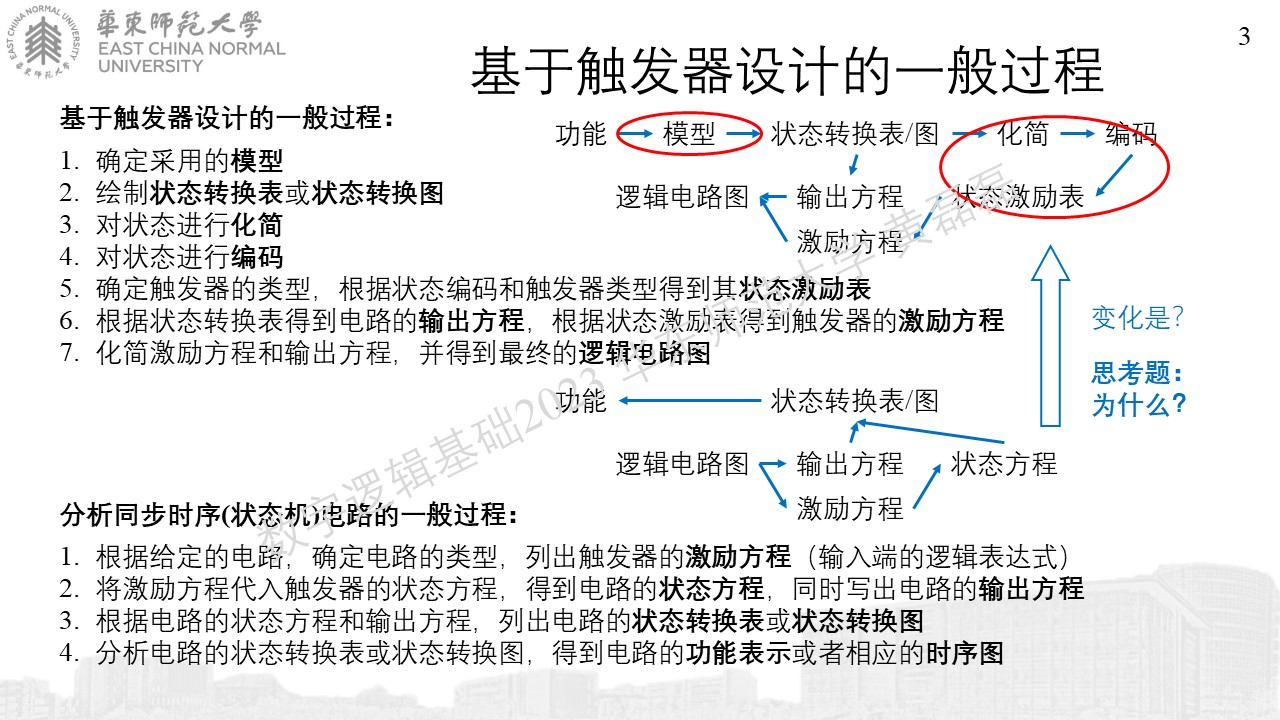 EAST CHINA NORMAL UNIVERSITY
華東師范大學
華東師范大學
EAST CHINA NORMAL
UNIVERSITY
3
基于触发器设计的一般过程
基于触发器设计的一般过程：
1. 确定采用的模型
2. 绘制状态转换表或状态转换图
3. 对状态进行化简
4. 对状态进行编码
5. 确定触发器的类型，根据状态编码和触发器类型得到其状态激励表
6. 根据状态转换表得到电路的输出方程，根据状态激励表得到触发器的激励方程
7. 化简激励方程和输出方程，并得到最终的逻辑电路图
功能 模型 状态转换表/图 化简 编码
逻辑电路图 输出方程 状态激励表
激励方程
变化是？
思考题：
为什么？
功能 状态转换表/图
逻辑电路图 输出方程 状态方程
激励方程
分析同步时序(状态机)电路的一般过程：
1. 根据给定的电路，确定电路的类型，列出触发器的激励方程（输入端的逻辑表达式）
2. 将激励方程代入触发器的状态方程，得到电路的状态方程，同时写出电路的输出方程
3. 根据电路的状态方程和输出方程，列出电路的状态转换表或状态转换图
4. 分析电路的状态转换表或状态转换图，得到电路的功能表示或者相应的时序图
数字逻辑基础2023 华东师范大学 黄磊磊